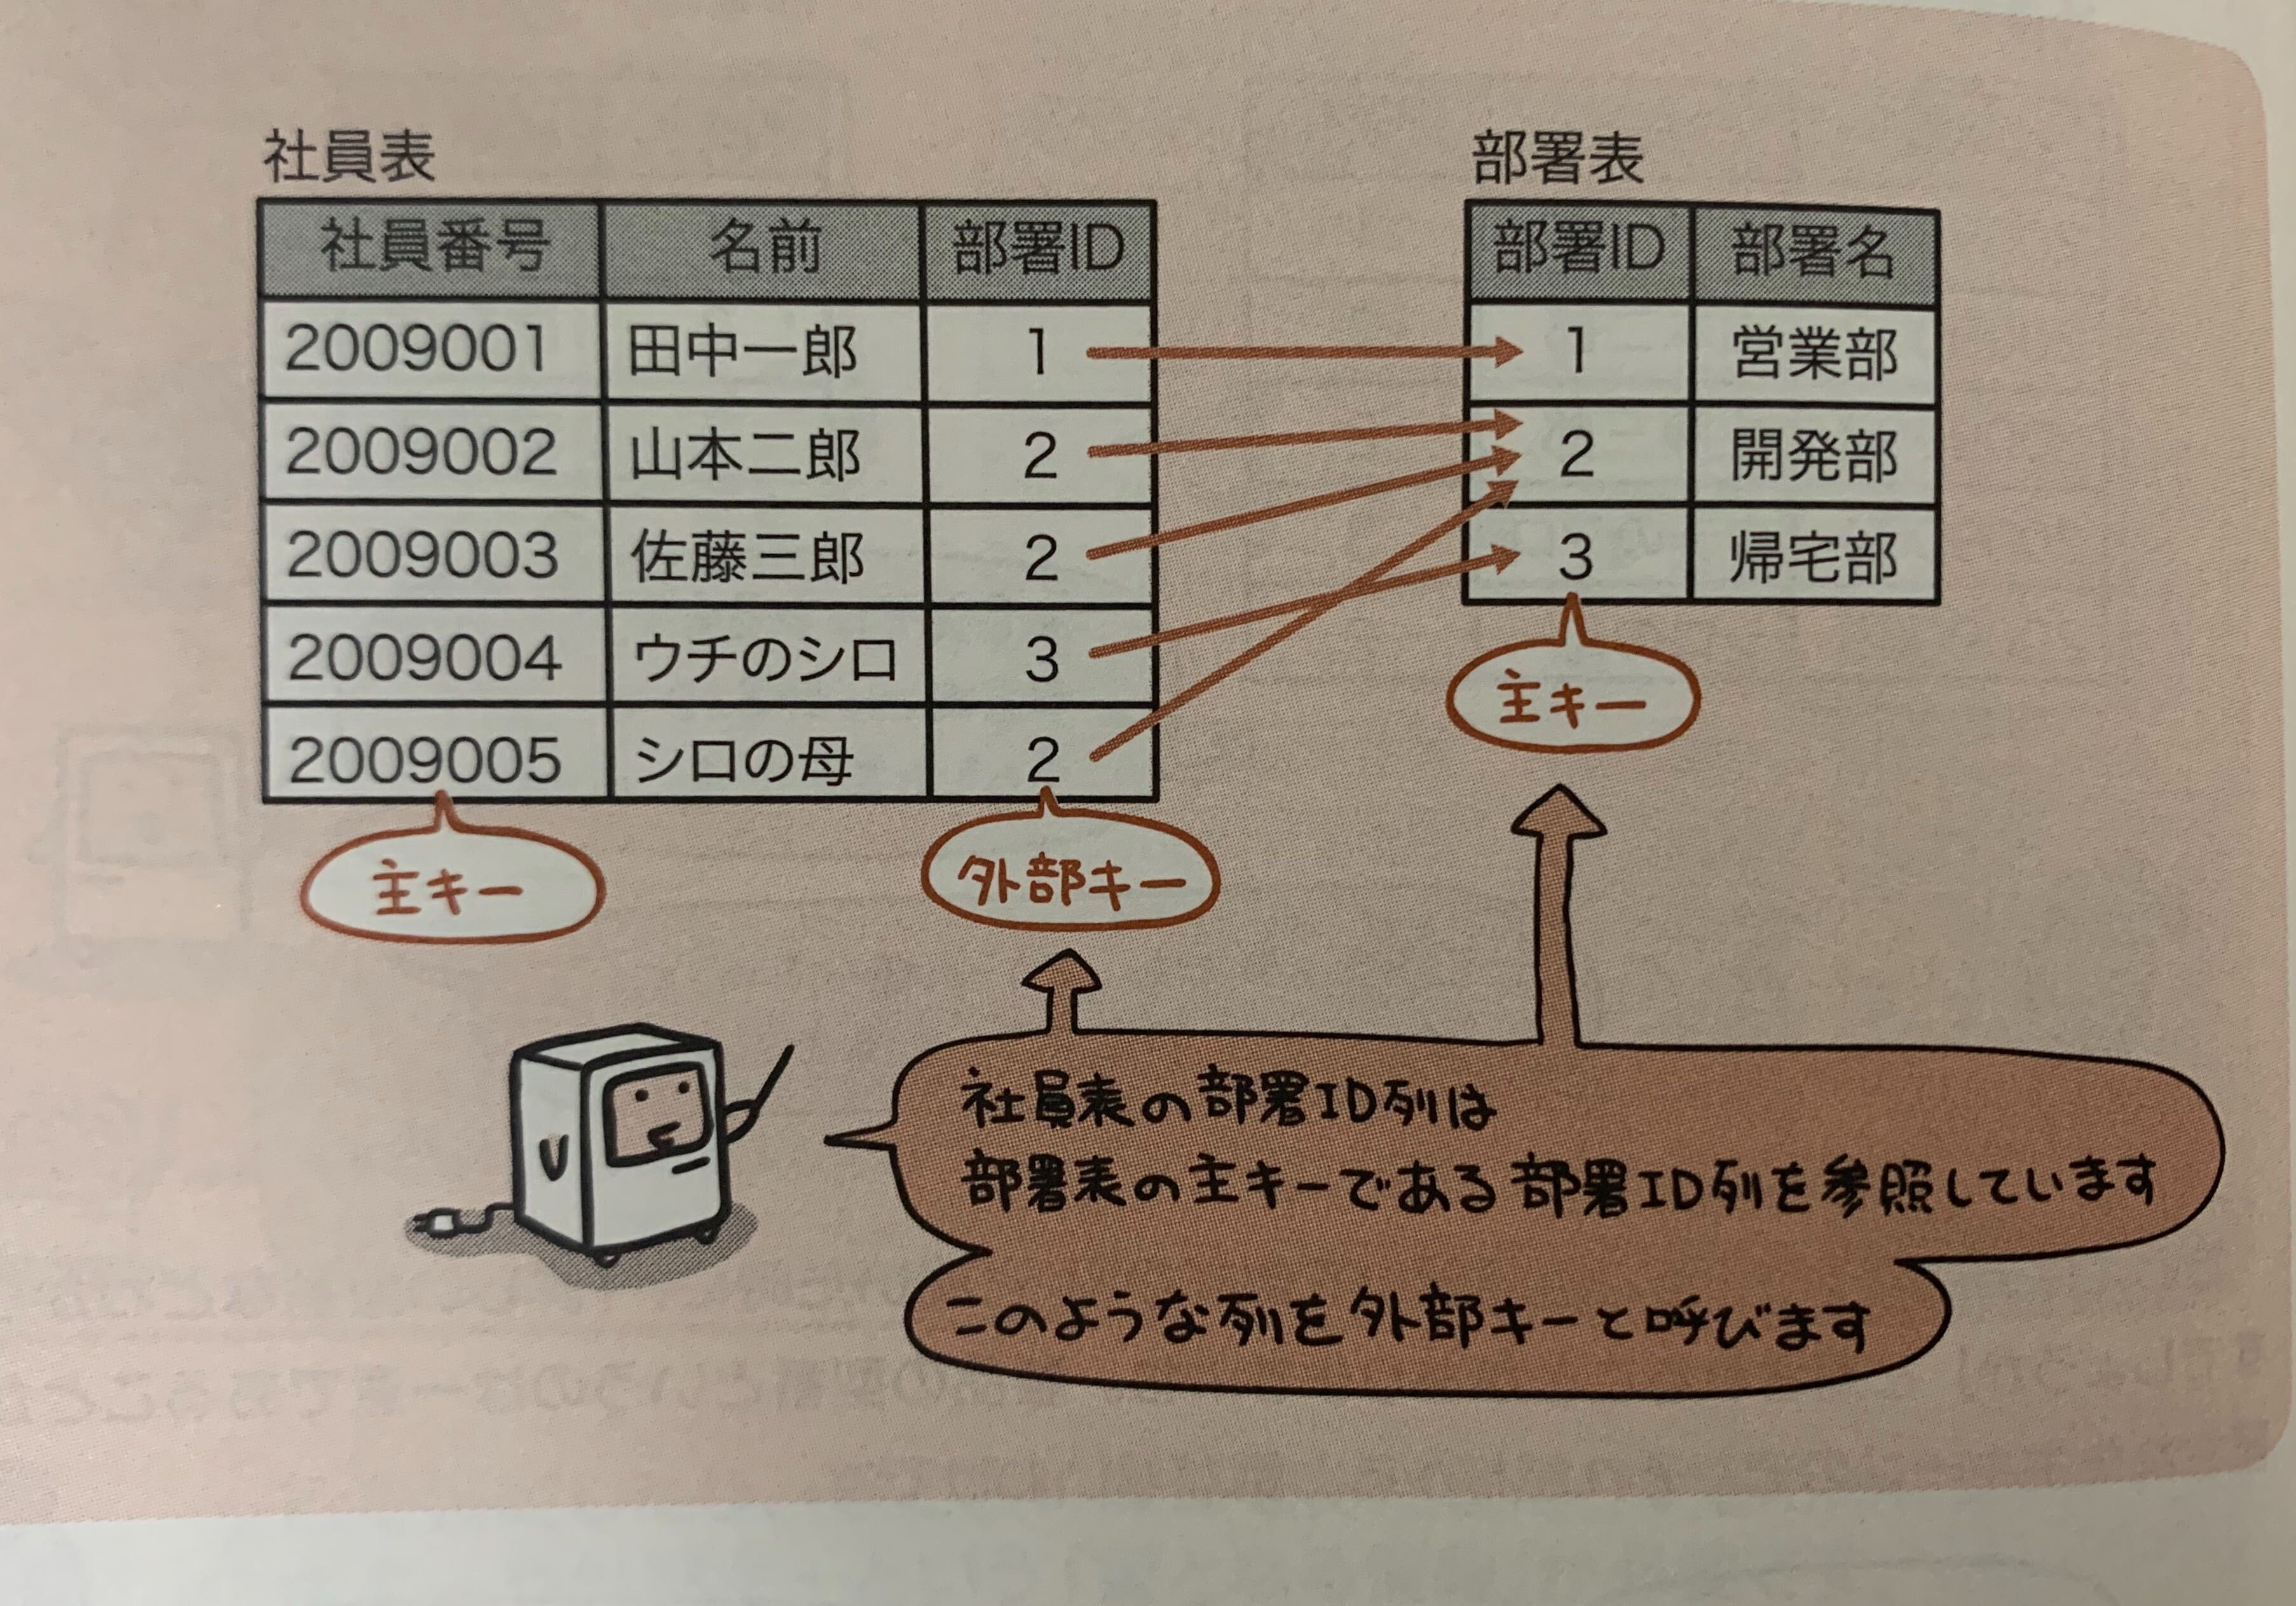 社員表
社員番号 名前 部署ID
2009001 田中一郎 1
2009002 山本二郎 2
2009003 佐藤三郎 2
2009004 ウチのシロ 3
2009005 シロの母 2
主キー
外部キー
部署表
部署ID 部署名
1 営業部
2 開発部
3 帰宅部
主キー
社員表の部署ID列は
部署表の主キーである部署ID列を参照しています
このような列を外部キーと呼びます